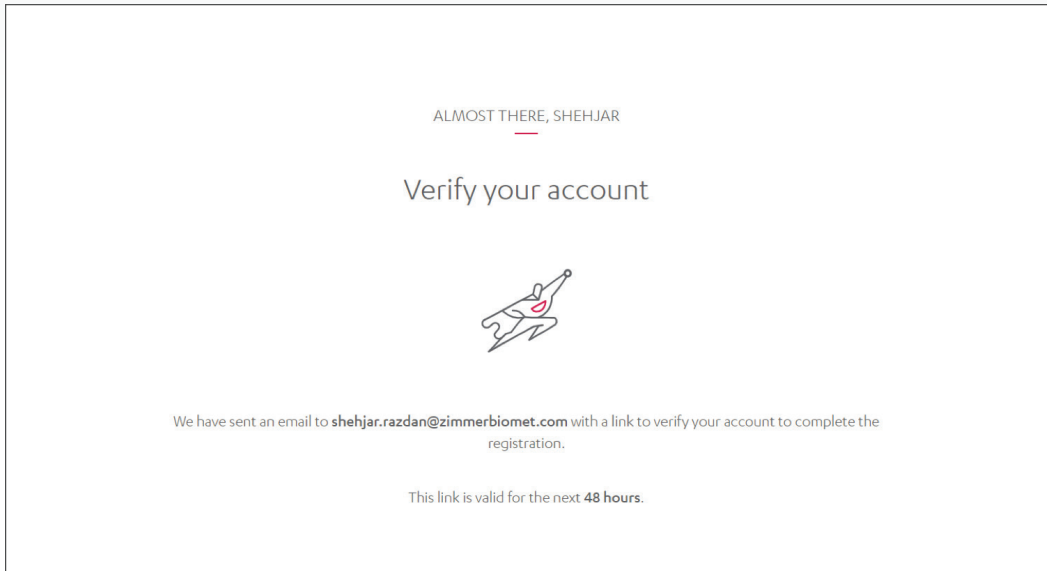 ALMOST THERE, SHEHJAR
Verify your account
We have sent an email to shehjar.razdan@zimmerbiomet.com with a link to verify your account to complete the
registration.
This link is valid for the next 48 hours.